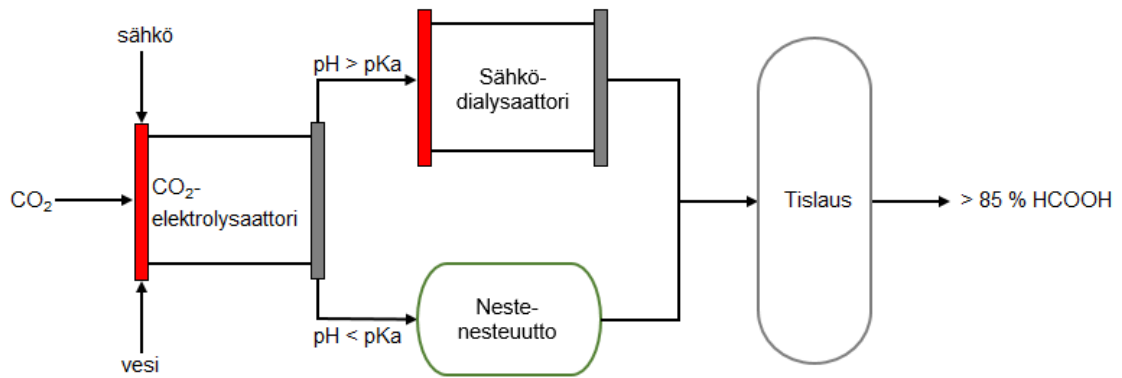 sähkö
CO₂
CO₂-
elektrolysaattori
vesi
pH > pKa
Sähkö-
dialysaattori
pH < pKa
Neste-
nesteuutto
Tislaus
> 85 % HCOOH